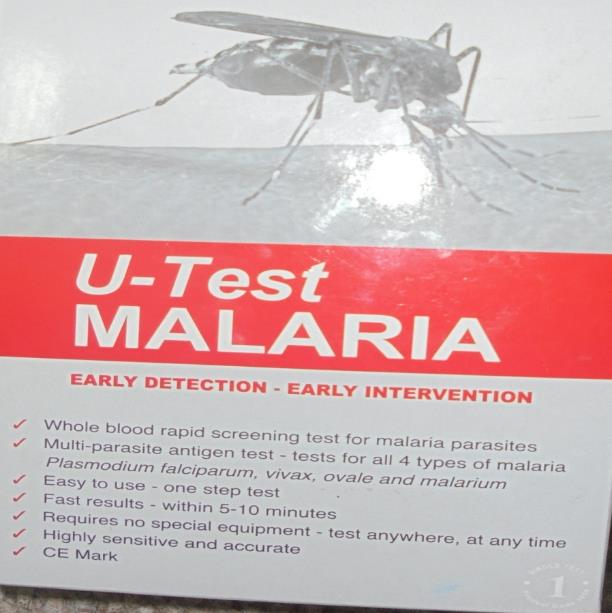 U-Test
MALARIA
EARLY DETECTION - EARLY INTERVENTION
✓ Whole blood rapid screening test for malaria parasites
✓ Multi-parasite antigen test - tests for all 4 types of malaria
Plasmodium falciparum, vivax, ovale and malarium
✓ Easy to use - one step test
✓ Fast results - within 5-10 minutes
✓ Requires no special equipment - test anywhere, at any time
✓ Highly sensitive and accurate
✓ CE Mark
SINGLE TEST
1